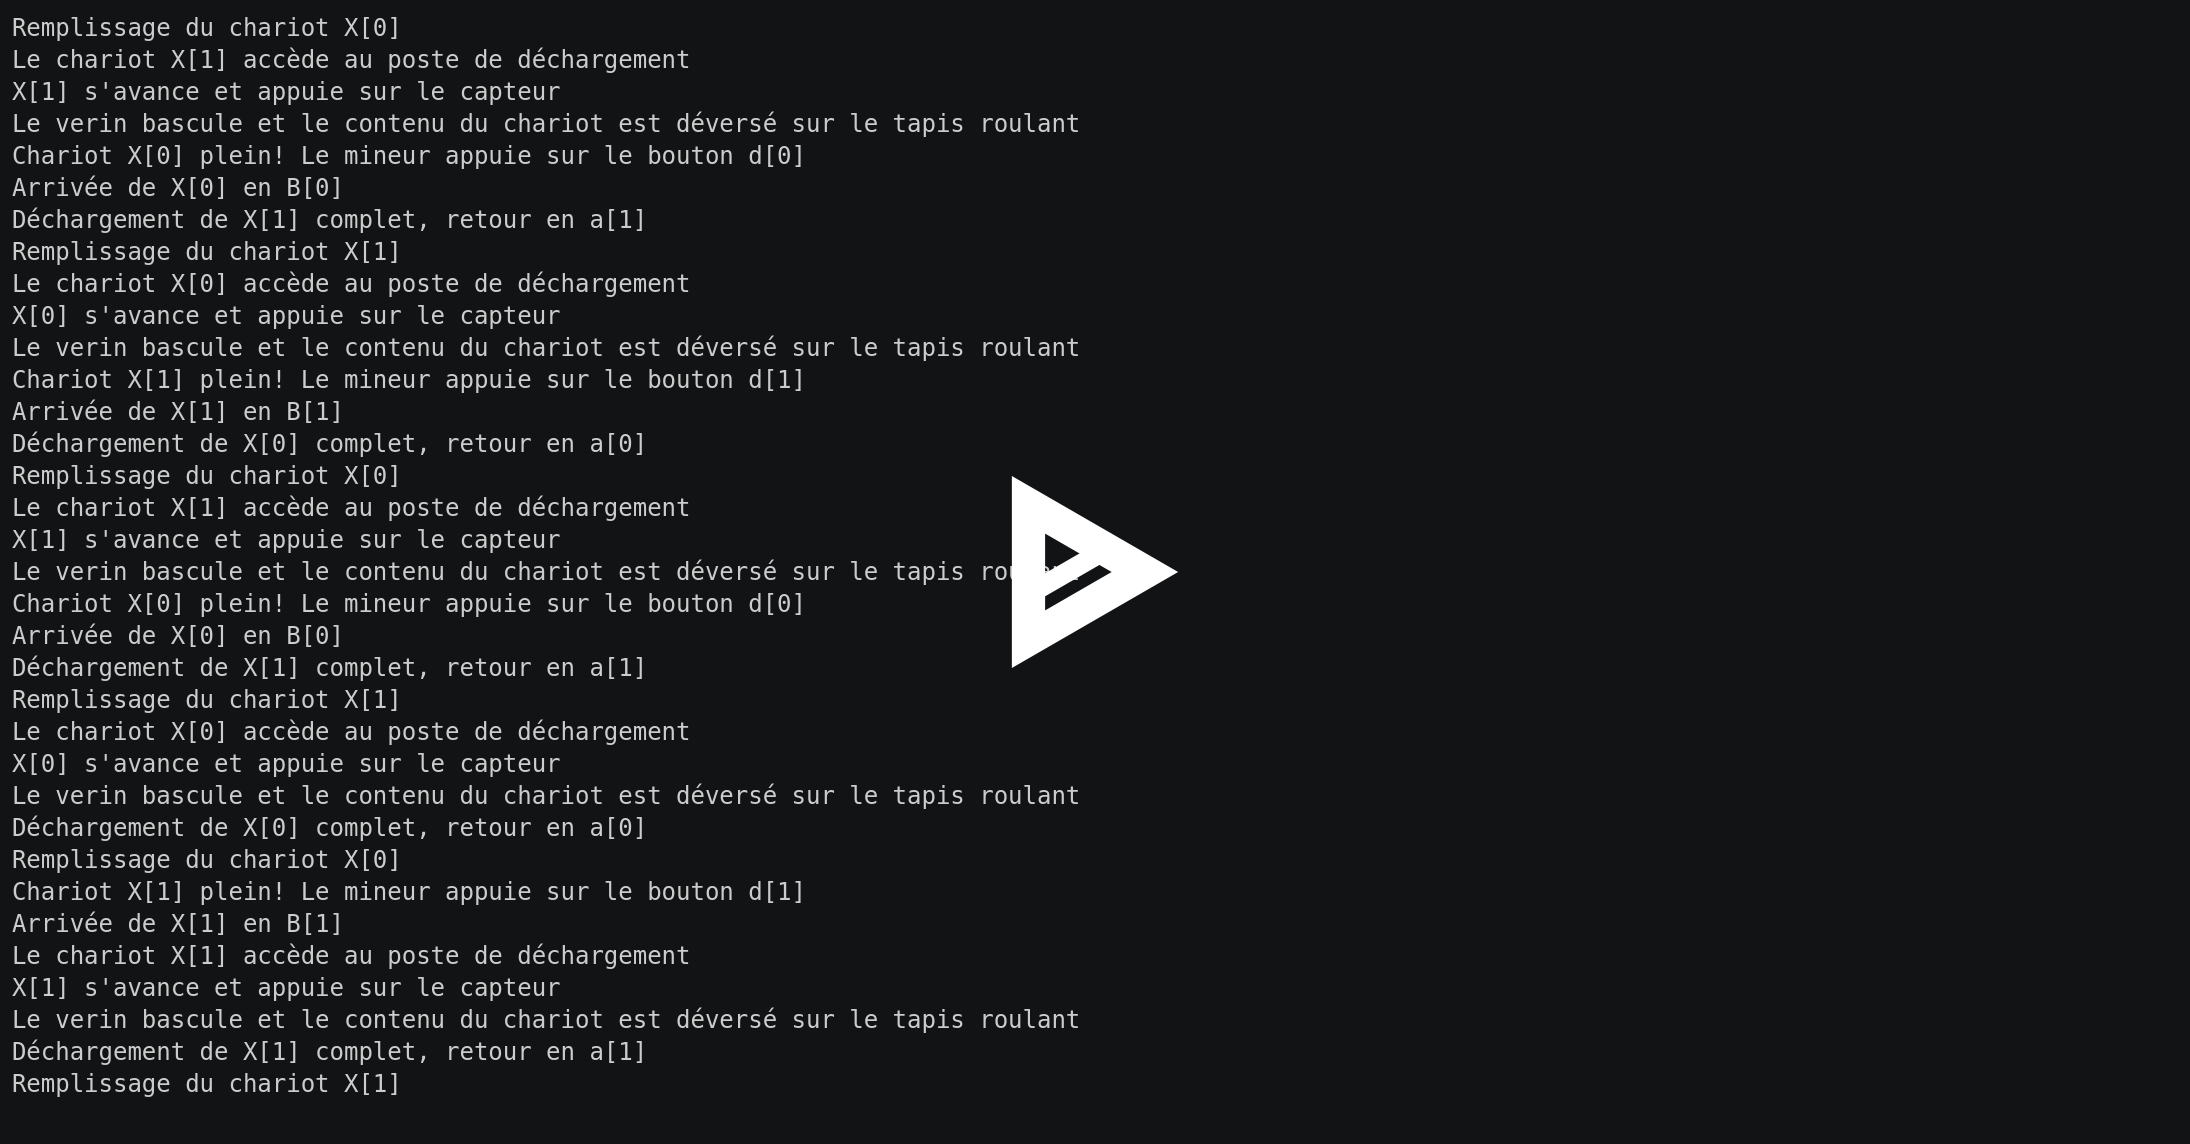 Remplissage du chariot X[0]
Le chariot X[1] accède au poste de déchargement
X[1] s'avance et appuie sur le capteur
Le verin bascule et le contenu du chariot est déversé sur le tapis roulant
Chariot X[0] plein! Le mineur appuie sur le bouton d[0]
Arrivée de X[0] en B[0]
Déchargement de X[1] complet, retour en a[1]
Remplissage du chariot X[1]
Le chariot X[0] accède au poste de déchargement
X[0] s'avance et appuie sur le capteur
Le verin bascule et le contenu du chariot est déversé sur le tapis roulant
Chariot X[1] plein! Le mineur appuie sur le bouton d[1]
Arrivée de X[1] en B[1]
Déchargement de X[0] complet, retour en a[0]
Remplissage du chariot X[0]
Le chariot X[1] accède au poste de déchargement
X[1] s'avance et appuie sur le capteur
Le verin bascule et le contenu du chariot est déversé sur le tapis
Chariot X[0] plein! Le mineur appuie sur le bouton d[0]
Arrivée de X[0] en B[0]
Déchargement de X[1] complet, retour en a[1]
Remplissage du chariot X[1]
Le chariot X[0] accède au poste de déchargement
X[0] s'avance et appuie sur le capteur
Le verin bascule et le contenu du chariot est déversé sur le tapis roulant
Déchargement de X[0] complet, retour en a[0]
Remplissage du chariot X[0]
Chariot X[1] plein! Le mineur appuie sur le bouton d[1]
Arrivée de X[1] en B[1]
Le chariot X[1] accède au poste de déchargement
X[1] s'avance et appuie sur le capteur
Le verin bascule et le contenu du chariot est déversé sur le tapis roulant
Déchargement de X[1] complet, retour en a[1]
Remplissage du chariot X[1]